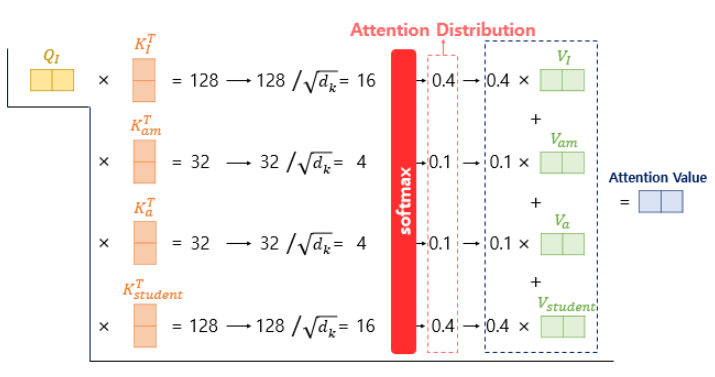 Attention Distribution
Q_I × K_I^T = 128 → 128 /√d_k = 16 → 0.4 → 0.4 × V_I
+
× K_am^T = 32 → 32 /√d_k = 4 → 0.1 → 0.1 × V_am
softmax
Attention Value
=
+
× K_a^T = 32 → 32 /√d_k = 4 → 0.1 → 0.1 × V_a
+
× K_student^T = 128 → 128 /√d_k = 16 → 0.4 → 0.4 × V_student